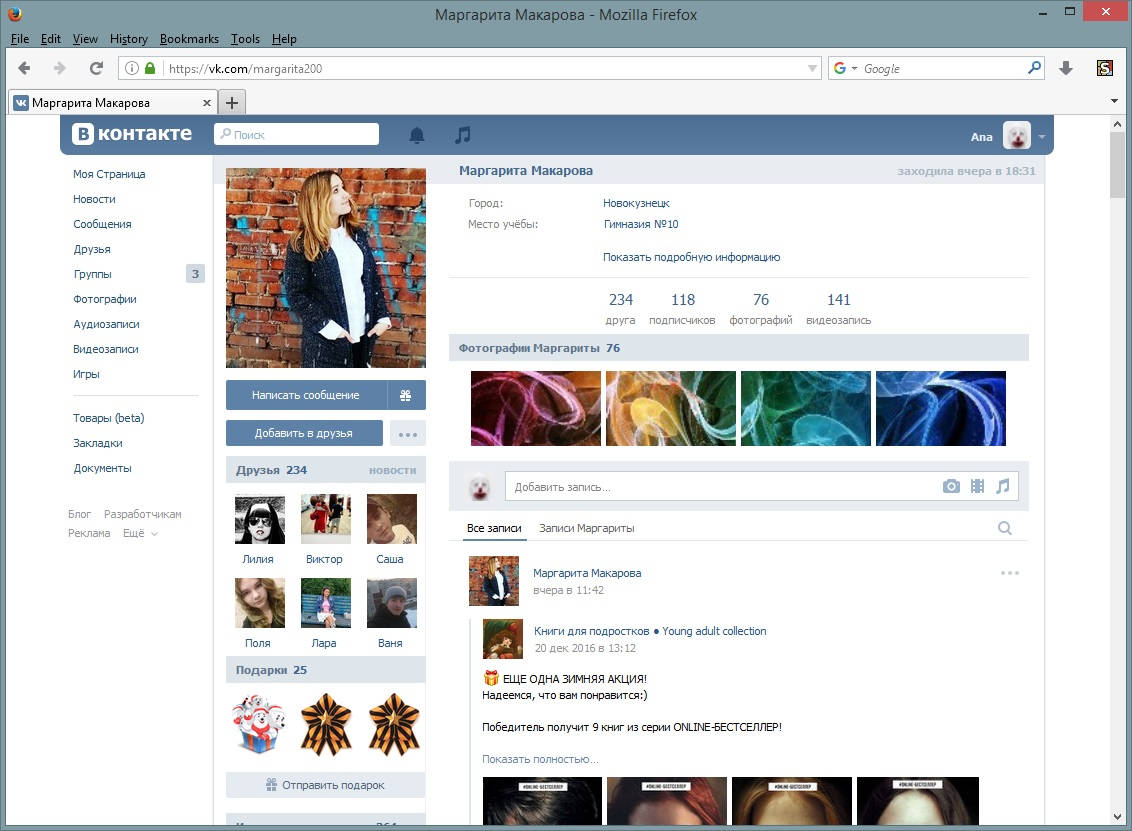 Маргарита Макарова - Mozilla Firefox
File Edit View History Bookmarks Tools Help
https://vk.com/margarita200
Google
Маргарита Макарова
В контакте
Поиск
Ana
Моя Страница
Новости
Сообщения
Друзья
Группы 3
Фотографии
Аудиозаписи
Видеозаписи
Игры
Товары (beta)
Закладки
Документы
Блог Разработчикам
Реклама Ещё
Написать сообщение
Добавить в друзья
Друзья 234 новости
Лилия Виктор Саша
Поля Лара Ваня
Подарки 25
Отправить подарок
Маргарита Макарова заходила вчера в 18:31
Город: Новокузнецк
Место учёбы: Гимназия №10
Показать подробную информацию
234 118 76 141
друга подписчиков фотографий видеозапись
Фотографии Маргариты 76
Добавить запись...
Все записи Записи Маргариты
Маргарита Макарова
вчера в 11:42
Книги для подростков ● Young adult collection
20 дек 2016 в 13:12
ЕЩЕ ОДНА ЗИМНЯЯ АКЦИЯ!
Надеемся, что вам понравится:)
Победитель получит 9 книг из серии ONLINE-БЕСТСЕЛЛЕР!
Показать полностью...
#ONLINE-БЕСТСЕЛЛЕР #ONLINE-БЕСТСЕЛЛЕР #ONLINE-БЕСТСЕЛЛЕР #ONLINE-БЕСТСЕЛЛЕР